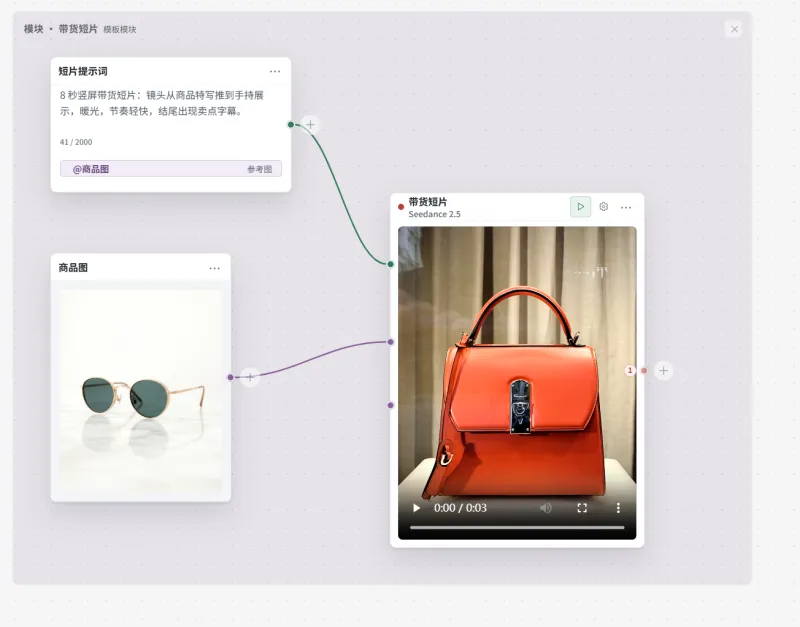 模块 · 带货短片 模板模块
短片提示词
8 秒竖屏带货短片：镜头从商品特写推到手持展
示，暖光，节奏轻快，结尾出现卖点字幕。
41 / 2000
@商品图 参考图
商品图
带货短片
Seedance 2.5
1
0:00 / 0:03